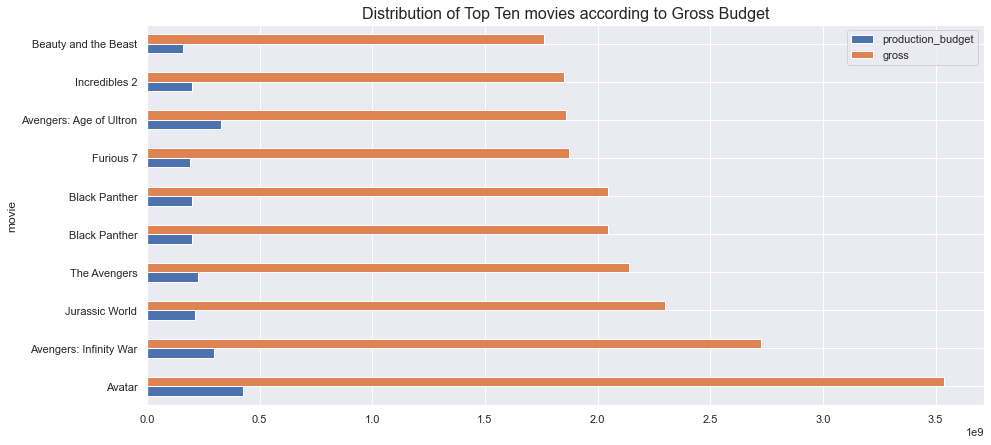 Distribution of Top Ten movies according to Gross Budget
production_budget
gross
movie
Beauty and the Beast
Incredibles 2
Avengers: Age of Ultron
Furious 7
Black Panther
Black Panther
The Avengers
Jurassic World
Avengers: Infinity War
Avatar
0.0 0.5 1.0 1.5 2.0 2.5 3.0 3.5
1e9